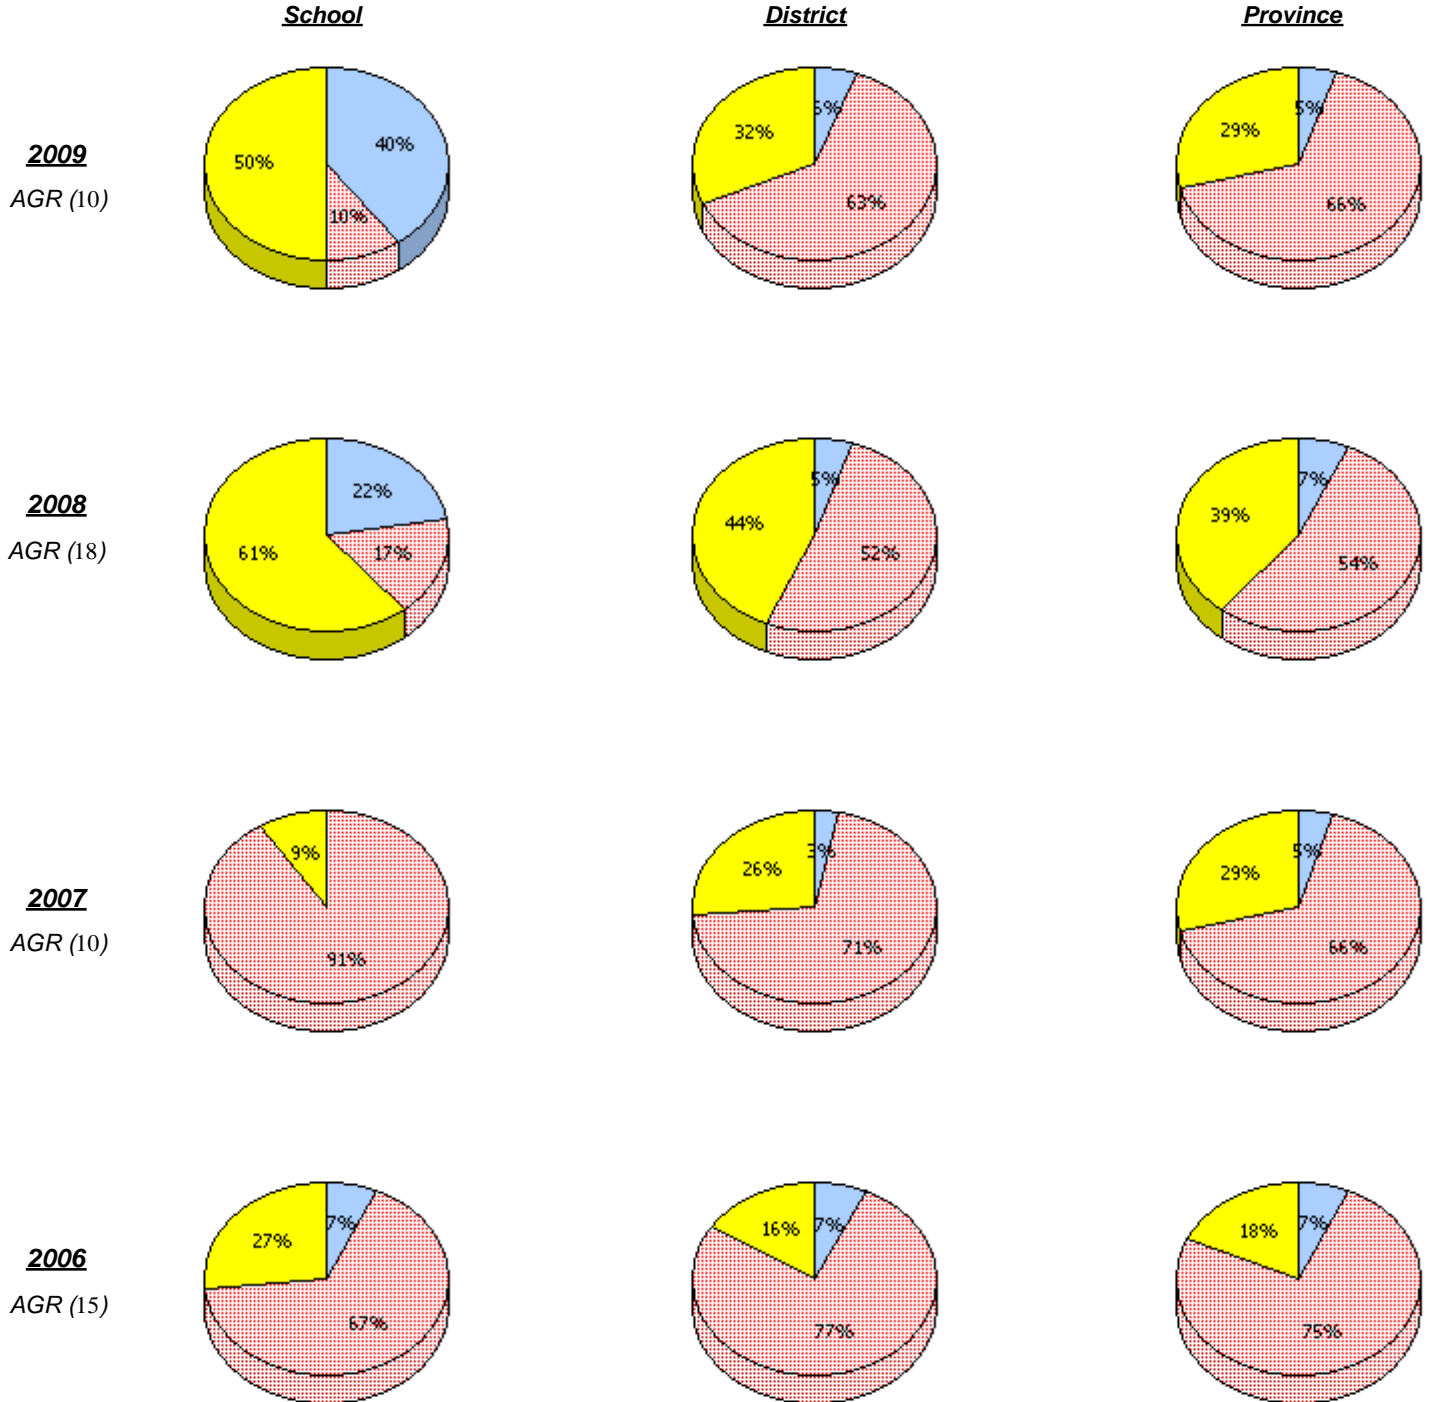 School District Province
2009
AGR (10)
50% 40% 10%
32% 5% 63%
29% 5% 66%
2008
AGR (18)
61% 22% 17%
44% 5% 52%
39% 7% 54%
2007
AGR (10)
9% 91%
26% 3% 71%
29% 5% 66%
2006
AGR (15)
27% 7% 67%
16% 7% 77%
18% 7% 75%